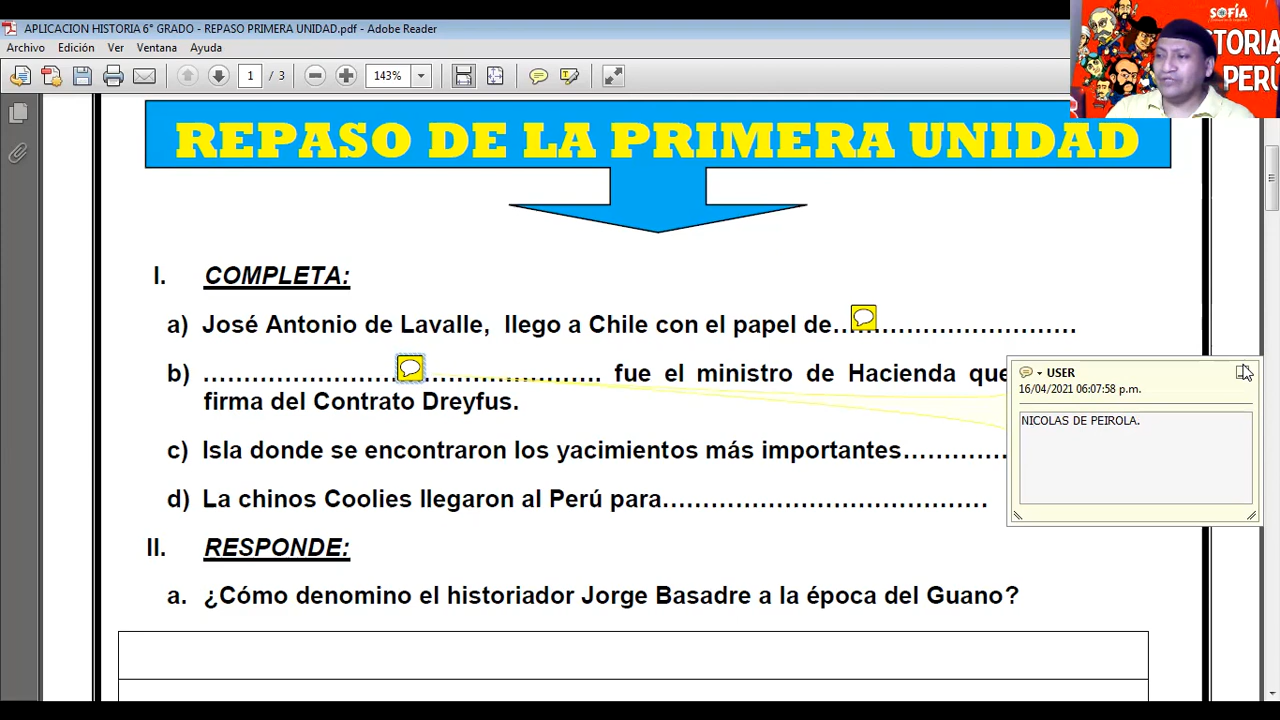 APLICACION HISTORIA 6° GRADO - REPASO PRIMERA UNIDAD.pdf - Adobe Reader
Archivo Edición Ver Ventana Ayuda
1 / 3 143%
SOFÍA
PERÚ
REPASO DE LA PRIMERA UNIDAD
I. COMPLETA:
a) José Antonio de Lavalle, llego a Chile con el papel de.................................
b) ................................................ fue el ministro de Hacienda que
firma del Contrato Dreyfus.
c) Isla donde se encontraron los yacimientos más importantes.............
d) La chinos Coolies llegaron al Perú para........................................
USER
16/04/2021 06:07:58 p.m.
NICOLAS DE PEIROLA.
II. RESPONDE:
a. ¿Cómo denomino el historiador Jorge Basadre a la época del Guano?